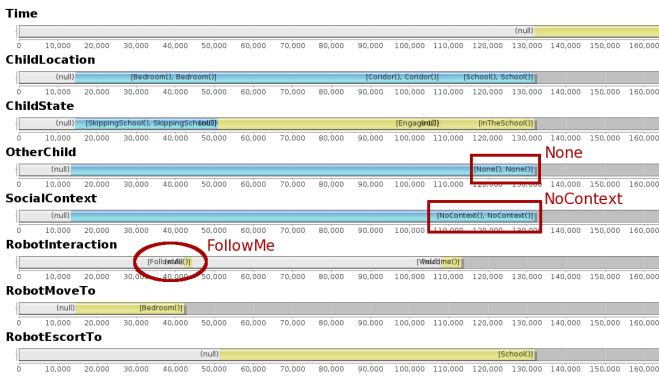 Time
(null)
0 10,000 20,000 30,000 40,000 50,000 60,000 70,000 80,000 90,000 100,000 110,000 120,000 130,000 140,000 150,000 160,000
ChildLocation
(null) [Bedroom(), Bedroom()] [Coridor(), Coridor()] [School(), School()]
0 10,000 20,000 30,000 40,000 50,000 60,000 70,000 80,000 90,000 100,000 110,000 120,000 130,000 140,000 150,000 160,000
ChildState
(null) [SkippingSchool(), SkippingSchool()] (null) (null) [InTheSchool()]
0 10,000 20,000 30,000 40,000 50,000 60,000 70,000 80,000 90,000 100,000 110,000 120,000 130,000 140,000 150,000 160,000
OtherChild None
(null) [None(), None()]
0 10,000 20,000 30,000 40,000 50,000 60,000 70,000 80,000 90,000 100,000 110,000 120,000 130,000 140,000 150,000 160,000
SocialContext NoContext
(null) [NoContext(), NoContext()]
0 10,000 20,000 30,000 40,000 50,000 60,000 70,000 80,000 90,000 100,000 110,000 120,000 130,000 140,000 150,000 160,000
RobotInteraction FollowMe
0 10,000 20,000 30,000 40,000 50,000 60,000 70,000 80,000 90,000 100,000 110,000 120,000 130,000 140,000 150,000 160,000
RobotMoveTo
(null) [Bedroom()]
0 10,000 20,000 30,000 40,000 50,000 60,000 70,000 80,000 90,000 100,000 110,000 120,000 130,000 140,000 150,000 160,000
RobotEscortTo
(null) [School()]
0 10,000 20,000 30,000 40,000 50,000 60,000 70,000 80,000 90,000 100,000 110,000 120,000 130,000 140,000 150,000 160,000